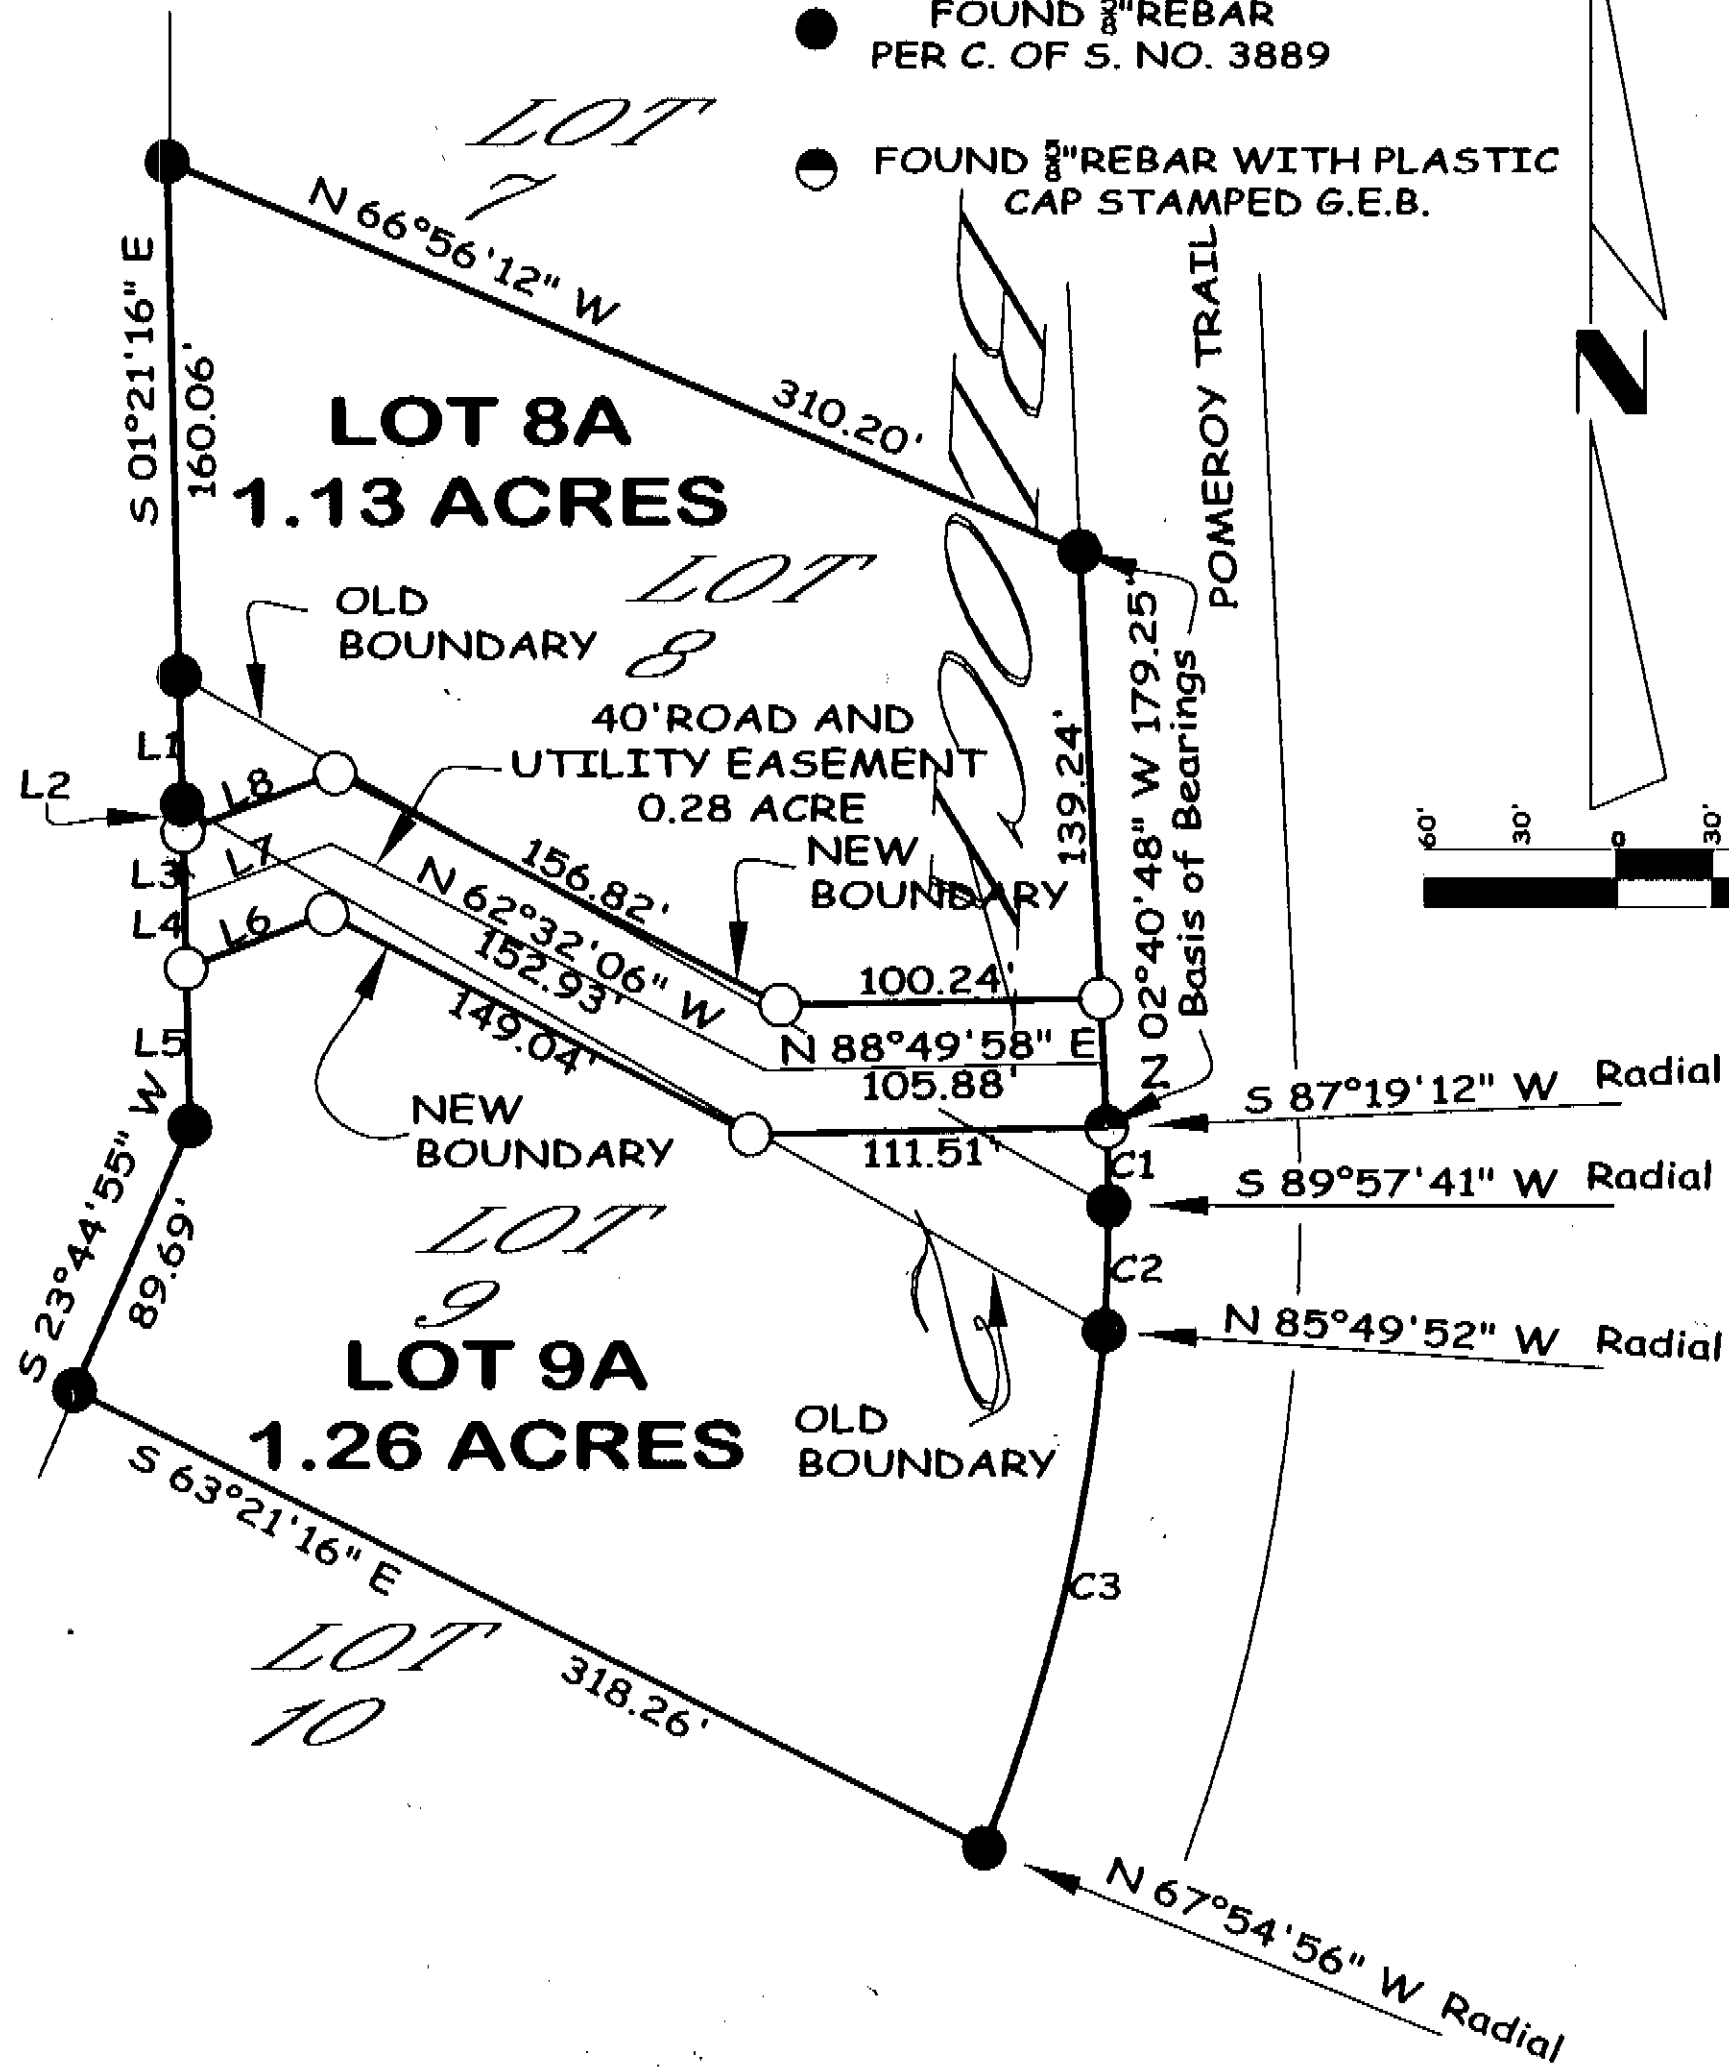 FOUND ⅝"REBAR
PER C. OF S. NO. 3889
FOUND ⅝"REBAR WITH PLASTIC
CAP STAMPED G.E.B.
LOT
7
N 66°56'12" W
310.20'
S 01°21'16" E
160.06'
LOT 8A
1.13 ACRES
POMEROY TRAIL
N
OLD
BOUNDARY
LOT
8
40'ROAD AND
UTILITY EASEMENT
0.28 ACRE
139.24'
N 02°40'48" W 179.25'
Basis of Bearings
60'
30'
0
30'
L1
L2
L8
L3
L7
L4
L6
L5
156.82'
NEW
BOUNDARY
N 62°32'06" W
152.93'
149.04'
100.24'
N 88°49'58" E
105.88'
111.51'
NEW
BOUNDARY
S 87°19'12" W Radial
C1
S 89°57'41" W Radial
C2
N 85°49'52" W Radial
S 23°44'55" W
89.69'
LOT
9
LOT 9A
1.26 ACRES
OLD
BOUNDARY
S 63°21'16" E
318.26'
C3
LOT
10
N 67°54'56" W Radial